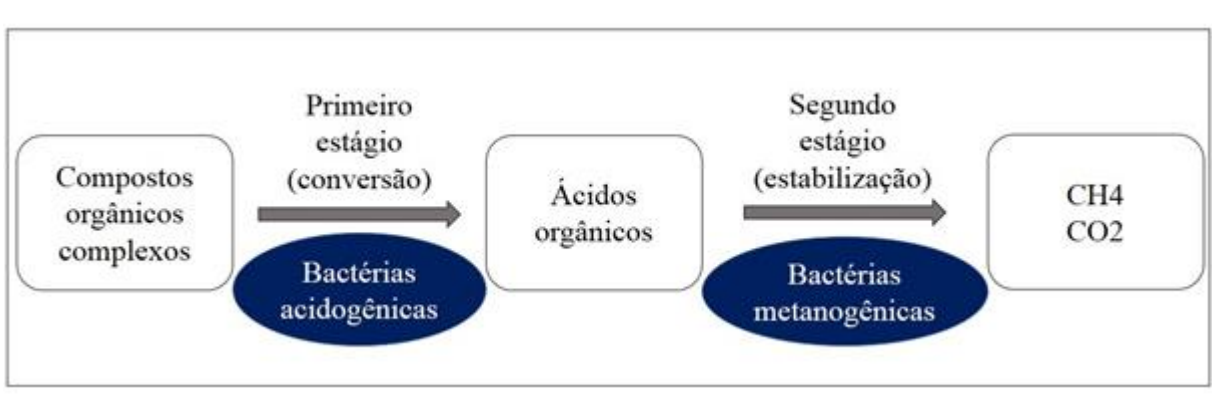 Compostos
orgânicos
complexos
Primeiro
estágio
(conversão)
Bactérias
acidogênicas
Ácidos
orgânicos
Segundo
estágio
(estabilização)
Bactérias
metanogênicas
CH4
CO2